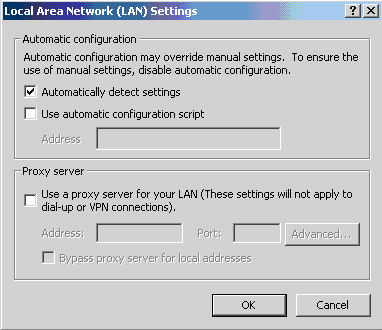 Local Area Network (LAN) Settings
Automatic configuration
Automatic configuration may override manual settings. To ensure the
use of manual settings, disable automatic configuration.
Automatically detect settings
Use automatic configuration script
Address
Proxy server
Use a proxy server for your LAN (These settings will not apply to
dial-up or VPN connections).
Address: Port: Advanced...
Bypass proxy server for local addresses
OK Cancel